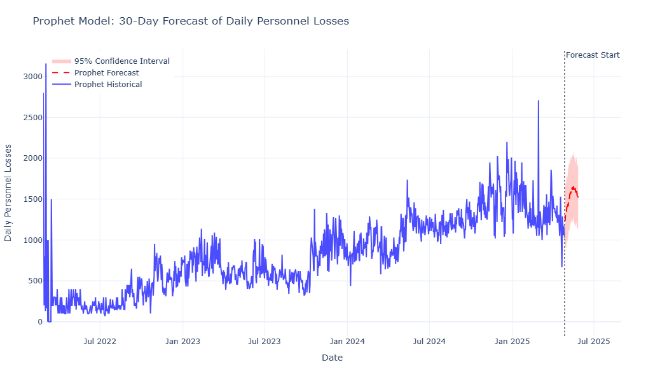 Prophet Model: 30-Day Forecast of Daily Personnel Losses
Forecast Start
95% Confidence Interval
Prophet Forecast
Prophet Historical
3000
2500
2000
1500
1000
500
0
Daily Personnel Losses
Jul 2022
Jan 2023
Jul 2023
Jan 2024
Jul 2024
Jan 2025
Jul 2025
Date